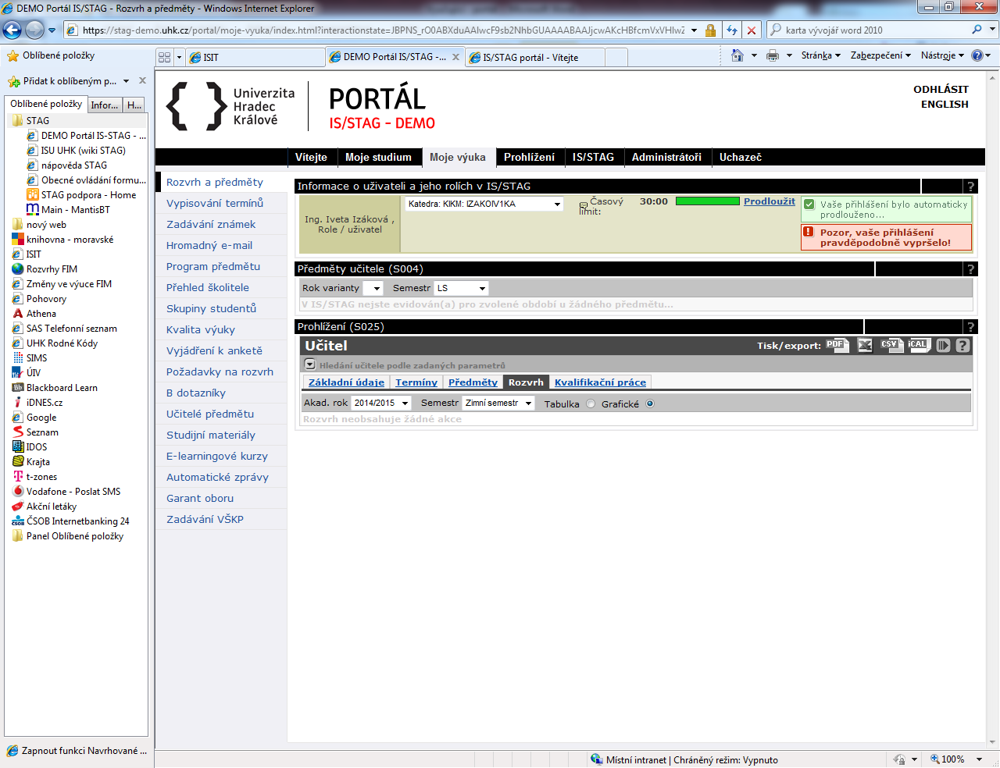 DEMO Portál IS/STAG - Rozvrh a předměty - Windows Internet Explorer
https://stag-demo.uhk.cz/portal/moje-vyuka/index.html?interactionstate=JBPNS_rO0ABXduAAIwcF9sb2NhbGUAAAABAAJjcwAKcHBfcmVxVHlwZ
karta vývojář word 2010
Oblíbené položky
ISIT
DEMO Portál IS/STAG -...
IS/STAG portál - Vítejte
Stránka
Zabezpečení
Nástroje
Přidat k oblíbeným p...
Oblíbené položky
Infor...
H...
STAG
DEMO Portál IS-STAG - ...
ISU UHK (wiki STAG)
nápověda STAG
Obecné ovládání formu...
STAG podpora - Home
Main - MantisBT
nový web
knihovna - moravské
ISIT
Rozvrhy FIM
Změny ve výuce FIM
Pohovory
Athena
SAS Telefonní seznam
UHK Rodné Kódy
SIMS
ÚIV
Blackboard Learn
iDNES.cz
Google
Seznam
IDOS
Krajta
t-zones
Vodafone - Poslat SMS
Akční letáky
ČSOB Internetbanking 24
Panel Oblíbené položky
Zapnout funkci Navrhované ...
Univerzita
Hradec
Králové
PORTÁL
IS/STAG - DEMO
ODHLÁSIT
ENGLISH
Vítejte
Moje studium
Moje výuka
Prohlížení
IS/STAG
Administrátoři
Uchazeč
Rozvrh a předměty
Vypisování termínů
Zadávání známek
Hromadný e-mail
Program předmětu
Přehled školitele
Skupiny studentů
Kvalita výuky
Vyjádření k anketě
Požadavky na rozvrh
B dotazníky
Učitelé předmětu
Studijní materiály
E-learningové kurzy
Automatické zprávy
Garant oboru
Zadávání VŠKP
Informace o uživateli a jeho rolích v IS/STAG
?
Ing. Iveta Izáková ,
Role / uživatel
Katedra: KIKM: IZAKOIV1KA
Časový
limit:
30:00
Prodloužit
Vaše přihlášení bylo automaticky
prodlouženo...
Pozor, vaše přihlášení
pravděpodobně vypršelo!
Předměty učitele (S004)
?
Rok varianty
Semestr
LS
V IS/STAG nejste evidován(a) pro zvolené období u žádného předmětu...
Prohlížení (S025)
?
Učitel
Tisk/export:
PDF
CSV
iCAL
?
Hledání učitele podle zadaných parametrů
Základní údaje
Termíny
Předměty
Rozvrh
Kvalifikační práce
Akad. rok
2014/2015
Semestr
Zimní semestr
Tabulka
Grafické
Rozvrh neobsahuje žádné akce
Místní intranet | Chráněný režim: Vypnuto
100%